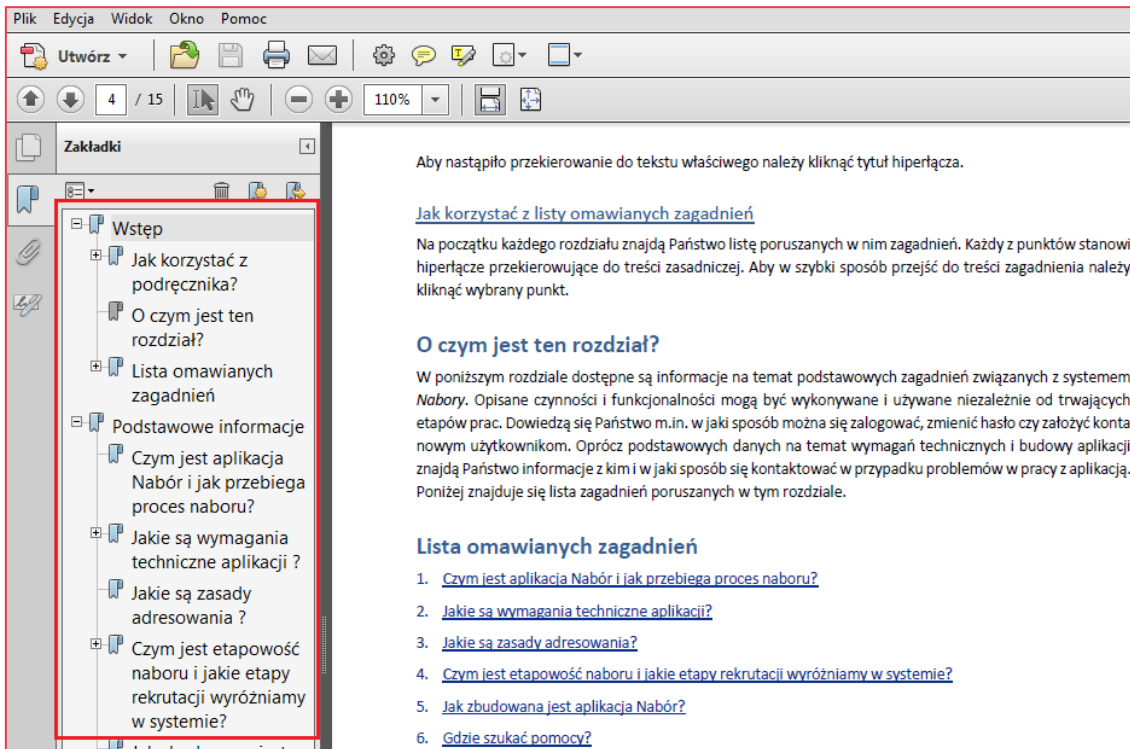 Plik Edycja Widok Okno Pomoc
Utwórz
4 / 15
110%
Zakładki
Wstęp
Jak korzystać z
podręcznika?
O czym jest ten
rozdział?
Lista omawianych
zagadnień
Podstawowe informacje
Czym jest aplikacja
Nabór i jak przebiega
proces naboru?
Jakie są wymagania
techniczne aplikacji ?
Jakie są zasady
adresowania ?
Czym jest etapowość
naboru i jakie etapy
rekrutacji wyróżniamy
w systemie?
Aby nastąpiło przekierowanie do tekstu właściwego należy kliknąć tytuł hiperłącza.
Jak korzystać z listy omawianych zagadnień
Na początku każdego rozdziału znajdą Państwo listę poruszanych w nim zagadnień. Każdy z punktów stanowi
hiperłącze przekierowujące do treści zasadniczej. Aby w szybki sposób przejść do treści zagadnienia należy
kliknąć wybrany punkt.
O czym jest ten rozdział?
W poniższym rozdziale dostępne są informacje na temat podstawowych zagadnień związanych z systemem
Nabory. Opisane czynności i funkcjonalności mogą być wykonywane i używane niezależnie od trwających
etapów prac. Dowiedzą się Państwo m.in. w jaki sposób można się zalogować, zmienić hasło czy założyć konta
nowym użytkownikom. Oprócz podstawowych danych na temat wymagań technicznych i budowy aplikacji
znajdą Państwo informacje z kim i w jaki sposób się kontaktować w przypadku problemów w pracy z aplikacją.
Poniżej znajduje się lista zagadnień poruszanych w tym rozdziale.
Lista omawianych zagadnień
1. Czym jest aplikacja Nabór i jak przebiega proces naboru?
2. Jakie są wymagania techniczne aplikacji?
3. Jakie są zasady adresowania?
4. Czym jest etapowość naboru i jakie etapy rekrutacji wyróżniamy w systemie?
5. Jak zbudowana jest aplikacja Nabór?
6. Gdzie szukać pomocy?